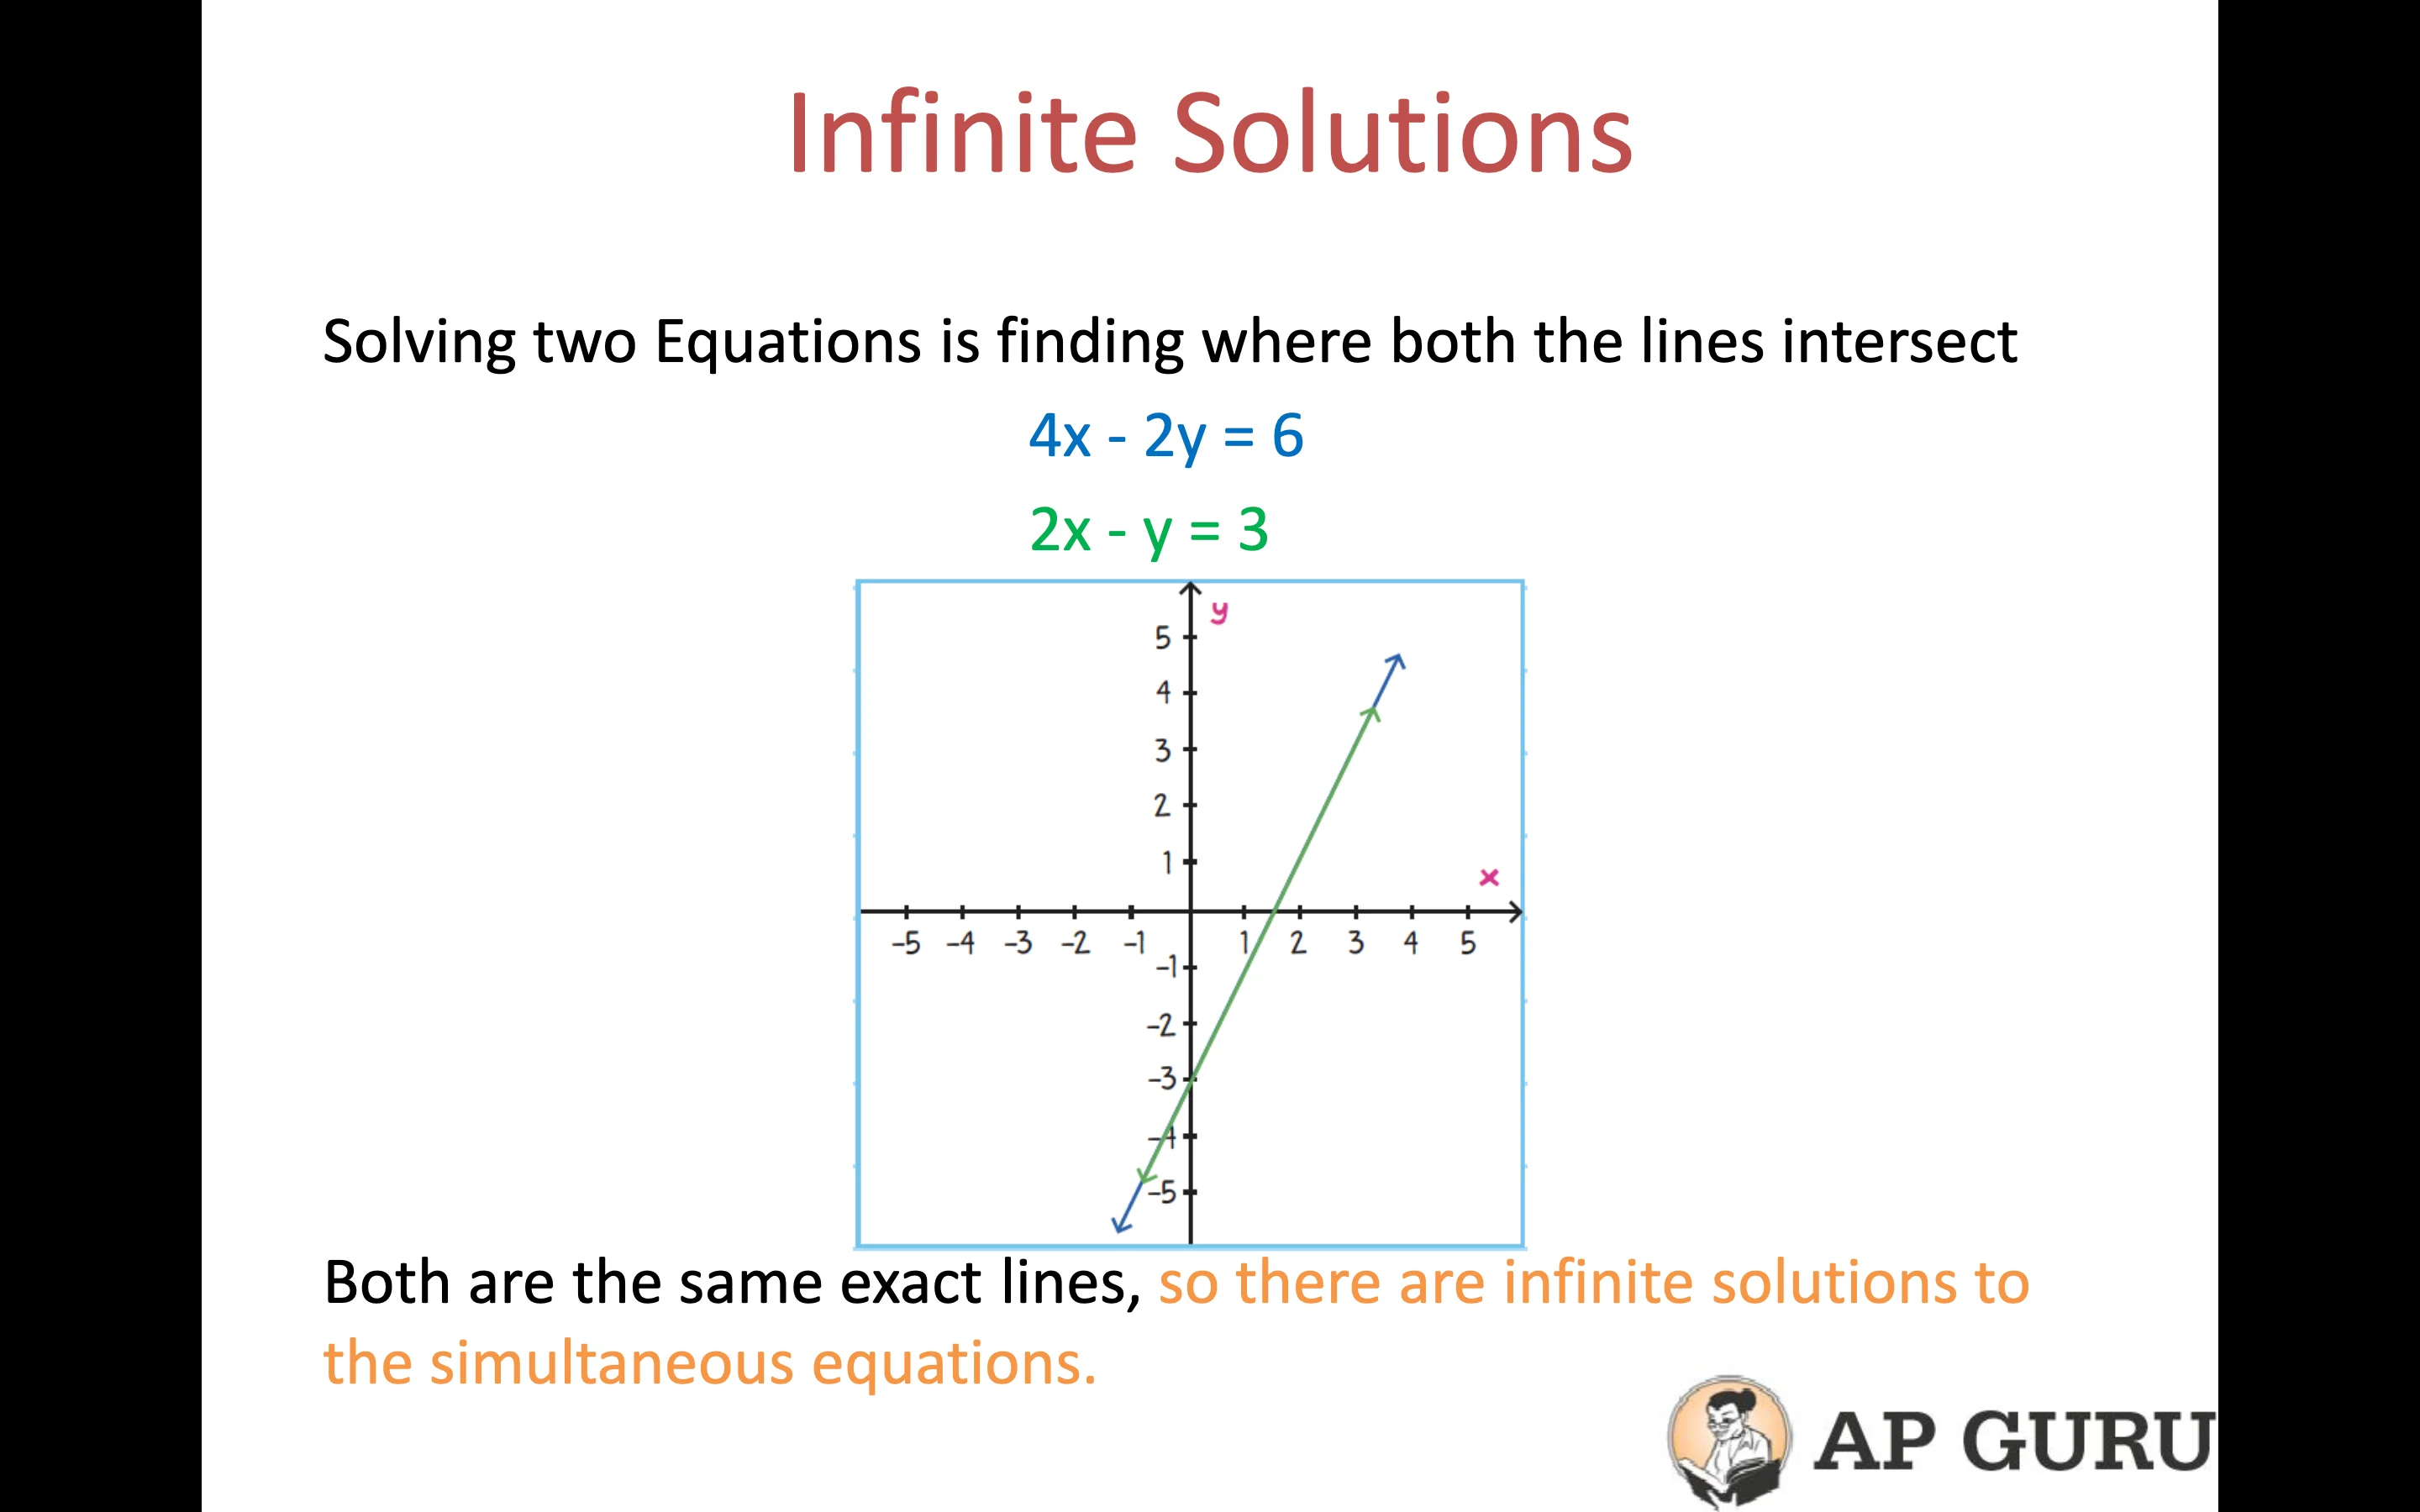 Infinite Solutions
Solving two Equations is finding where both the lines intersect
4x - 2y = 6
2x - y = 3
y
5
4
3
2
1
x
-5 -4 -3 -2 -1 1 2 3 4 5
-1
-2
-3
-4
-5
Both are the same exact lines, so there are infinite solutions to
the simultaneous equations.
AP GURU